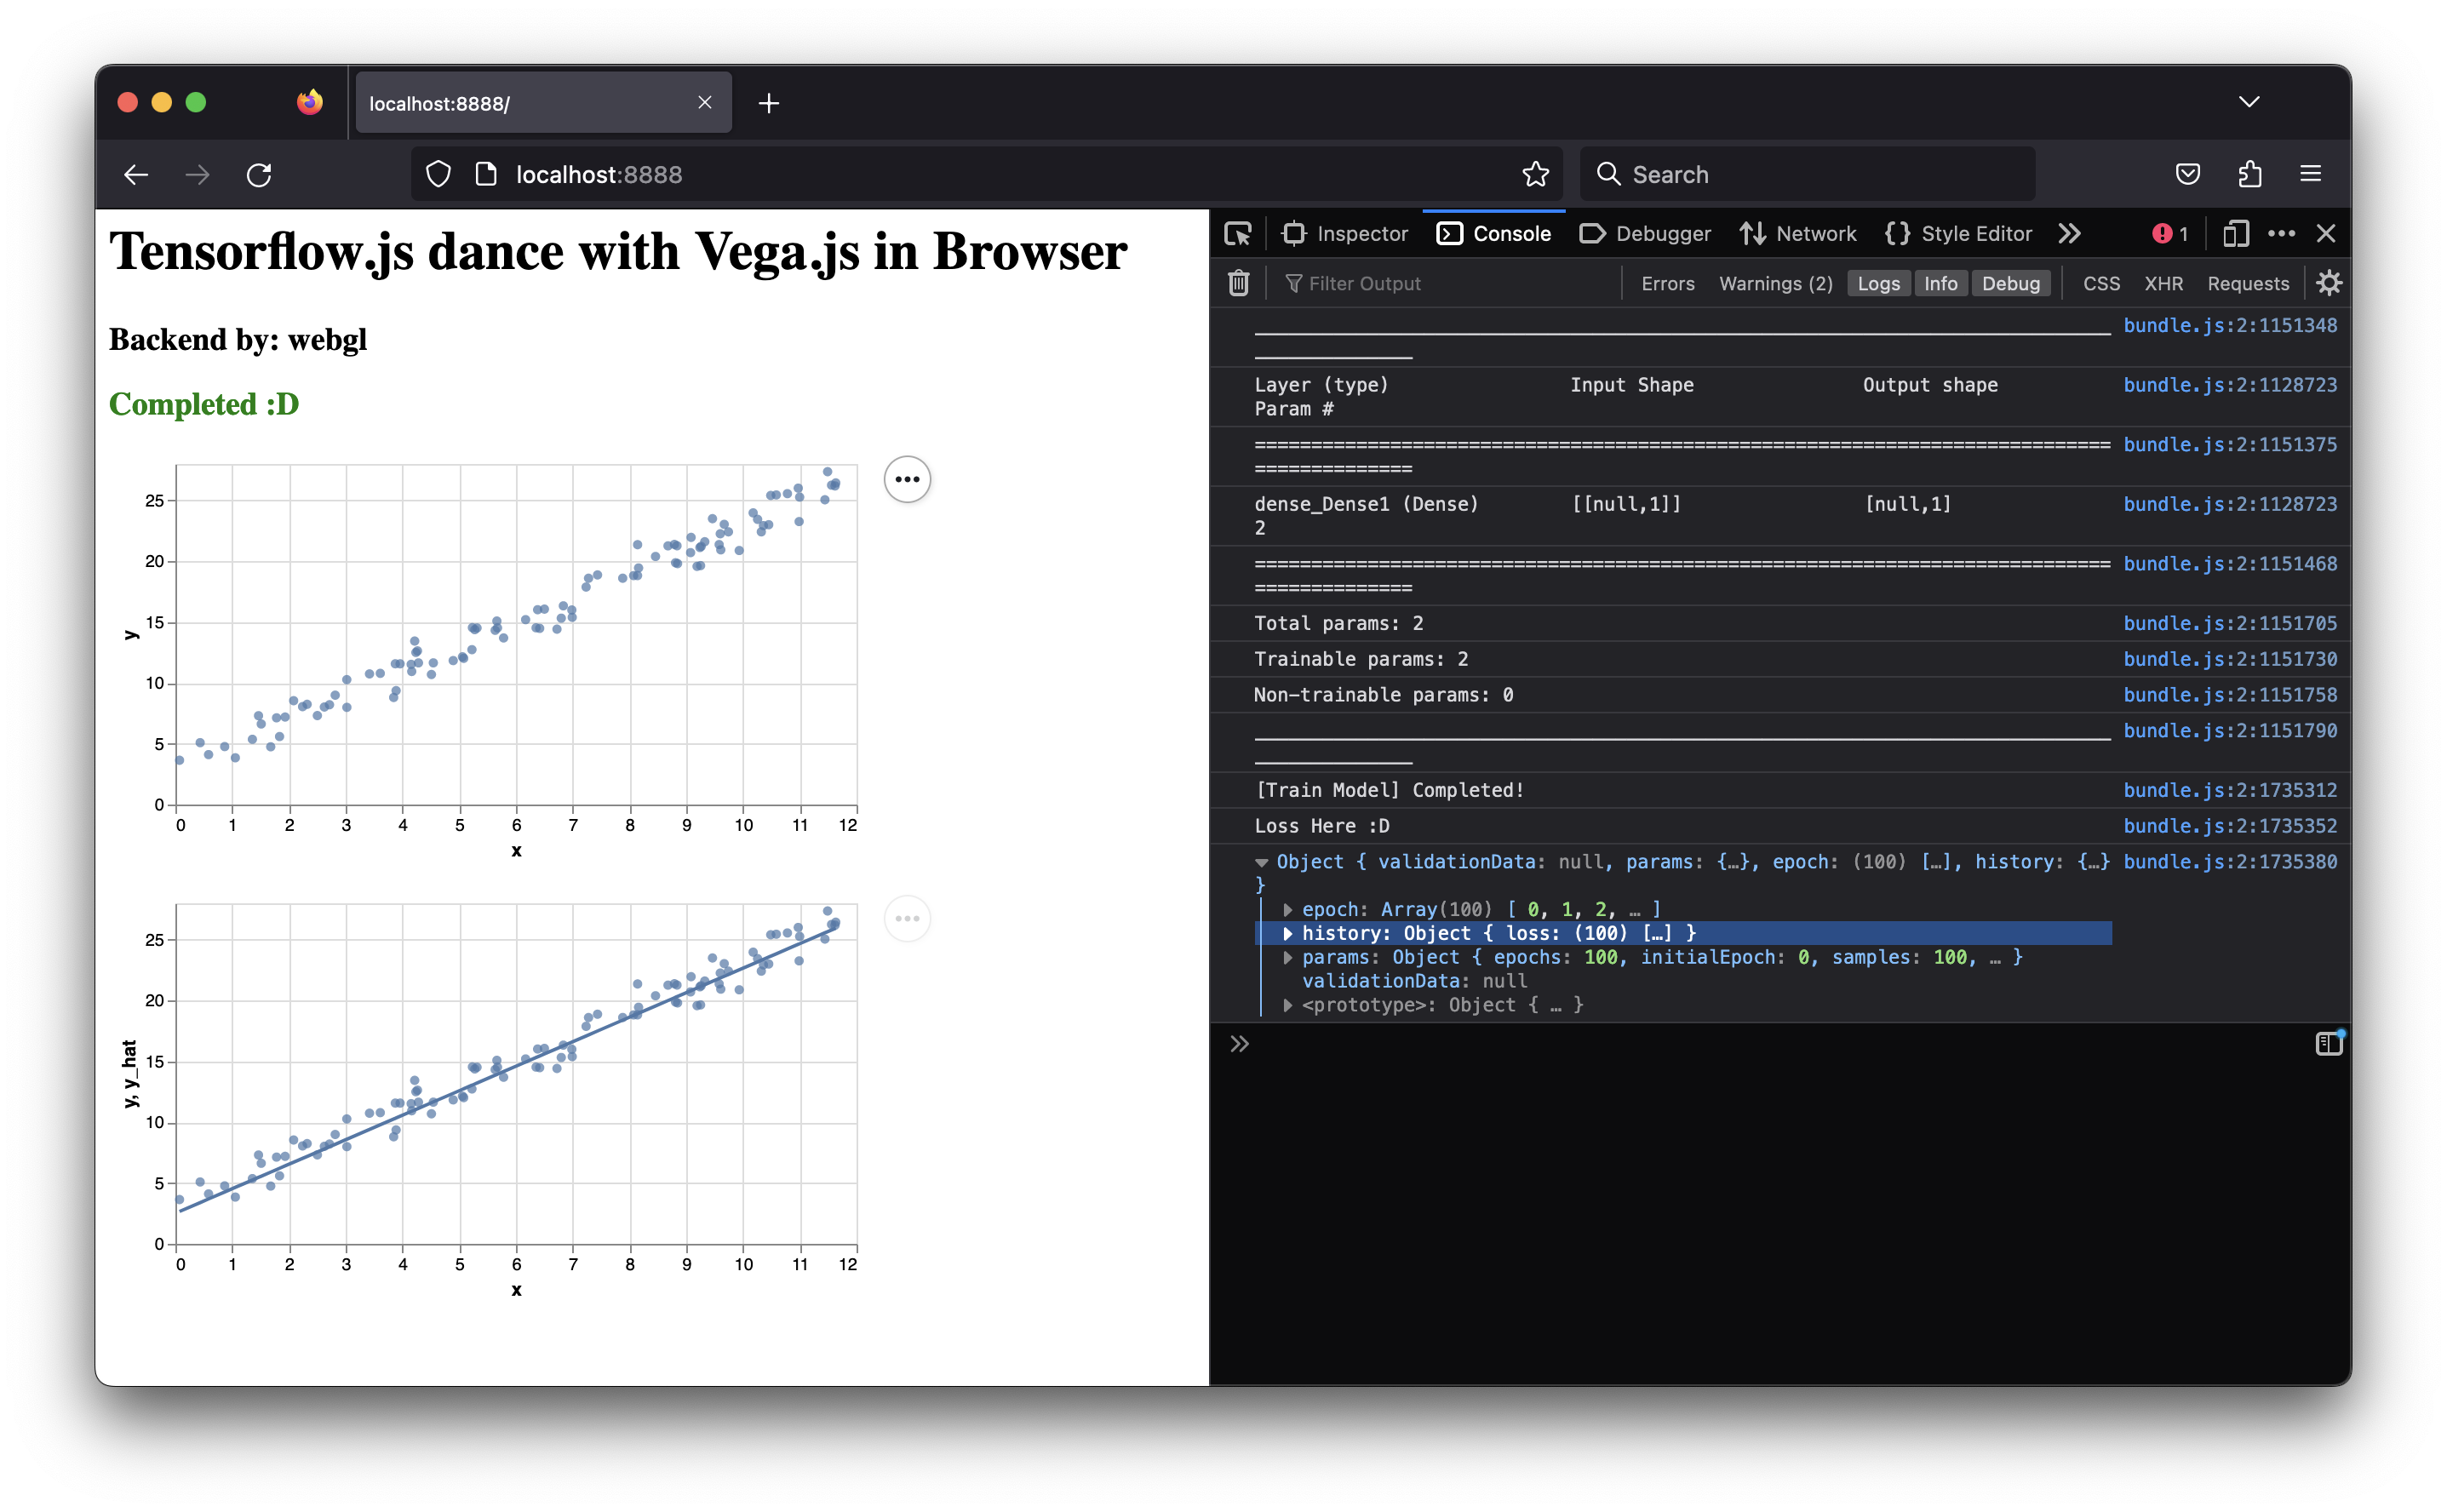 localhost:8888/
localhost:8888
Search
Tensorflow.js dance with Vega.js in Browser
Backend by: webgl
Completed :D
25
20
15
10
5
0
y
0 1 2 3 4 5 6 7 8 9 10 11 12
x
25
20
15
10
5
0
y, y_hat
0 1 2 3 4 5 6 7 8 9 10 11 12
x
Inspector Console Debugger Network Style Editor 1
Filter Output Errors Warnings (2) Logs Info Debug CSS XHR Requests
bundle.js:2:1151348
Layer (type) Input Shape Output shape bundle.js:2:1128723
Param #
============================================================================ bundle.js:2:1151375
==============
dense_Dense1 (Dense) [[null,1]] [null,1] bundle.js:2:1128723
2
============================================================================ bundle.js:2:1151468
==============
Total params: 2 bundle.js:2:1151705
Trainable params: 2 bundle.js:2:1151730
Non-trainable params: 0 bundle.js:2:1151758
bundle.js:2:1151790
[Train Model] Completed! bundle.js:2:1735312
Loss Here :D bundle.js:2:1735352
Object { validationData: null, params: {…}, epoch: (100) […], history: {…} bundle.js:2:1735380
}
epoch: Array(100) [ 0, 1, 2, … ]
history: Object { loss: (100) […] }
params: Object { epochs: 100, initialEpoch: 0, samples: 100, … }
validationData: null
<prototype>: Object { … }